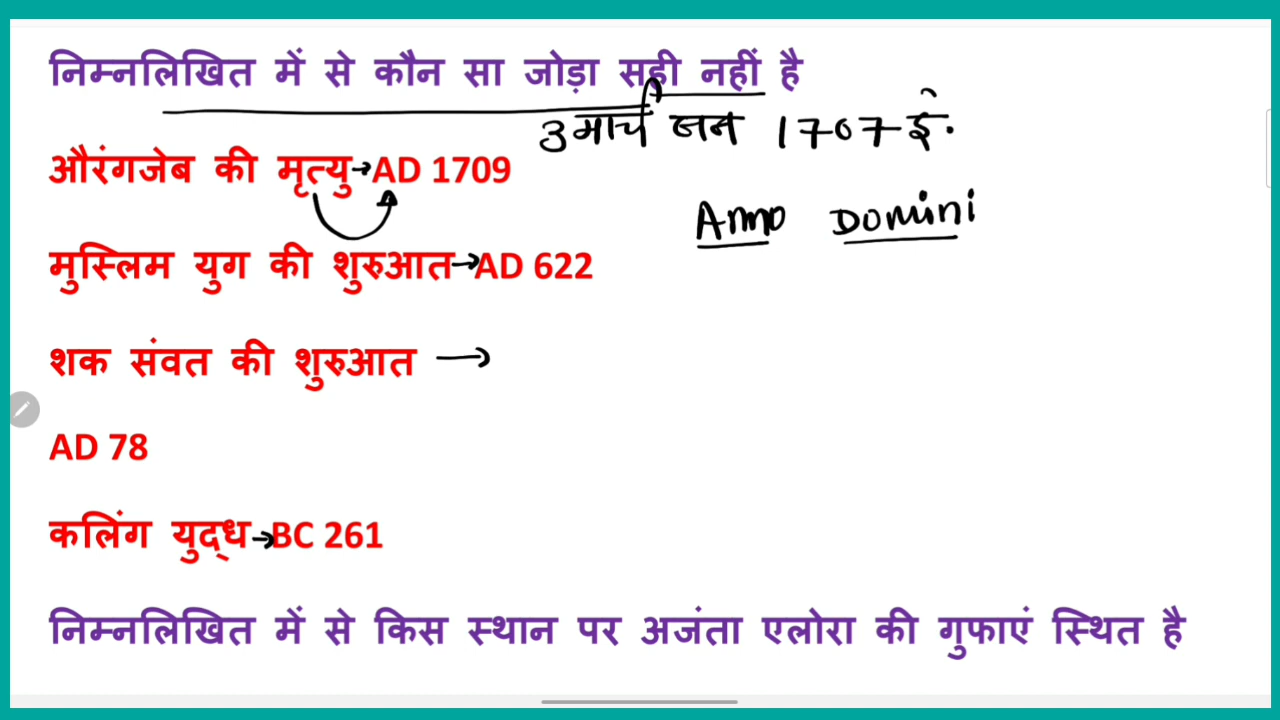 निम्नलिखित में से कौन सा जोड़ा सही नहीं है
3 मार्च सन 1707 ई.
औरंगजेब की मृत्यु→AD 1709
Anno Domini
मुस्लिम युग की शुरुआत→AD 622
शक संवत की शुरुआत →
AD 78
कलिंग युद्ध→BC 261
निम्नलिखित में से किस स्थान पर अजंता एलोरा की गुफाएं स्थित है